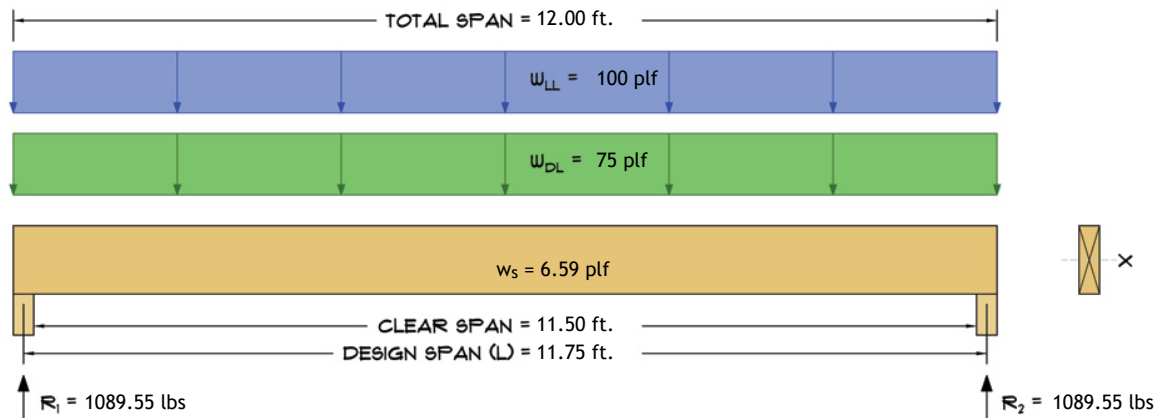 TOTAL SPAN = 12.00 ft.
WLL = 100 plf
WDL = 75 plf
ws = 6.59 plf
X
CLEAR SPAN = 11.50 ft.
DESIGN SPAN (L) = 11.75 ft.
R1 = 1089.55 lbs
R2 = 1089.55 lbs